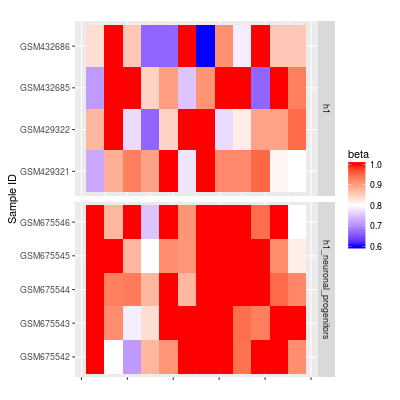 GSM432686
GSM432685
GSM429322
GSM429321
h1
Sample ID
GSM675546
GSM675545
GSM675544
GSM675543
GSM675542
h1_neuronal_progenitors
beta
1.0
0.9
0.8
0.7
0.6